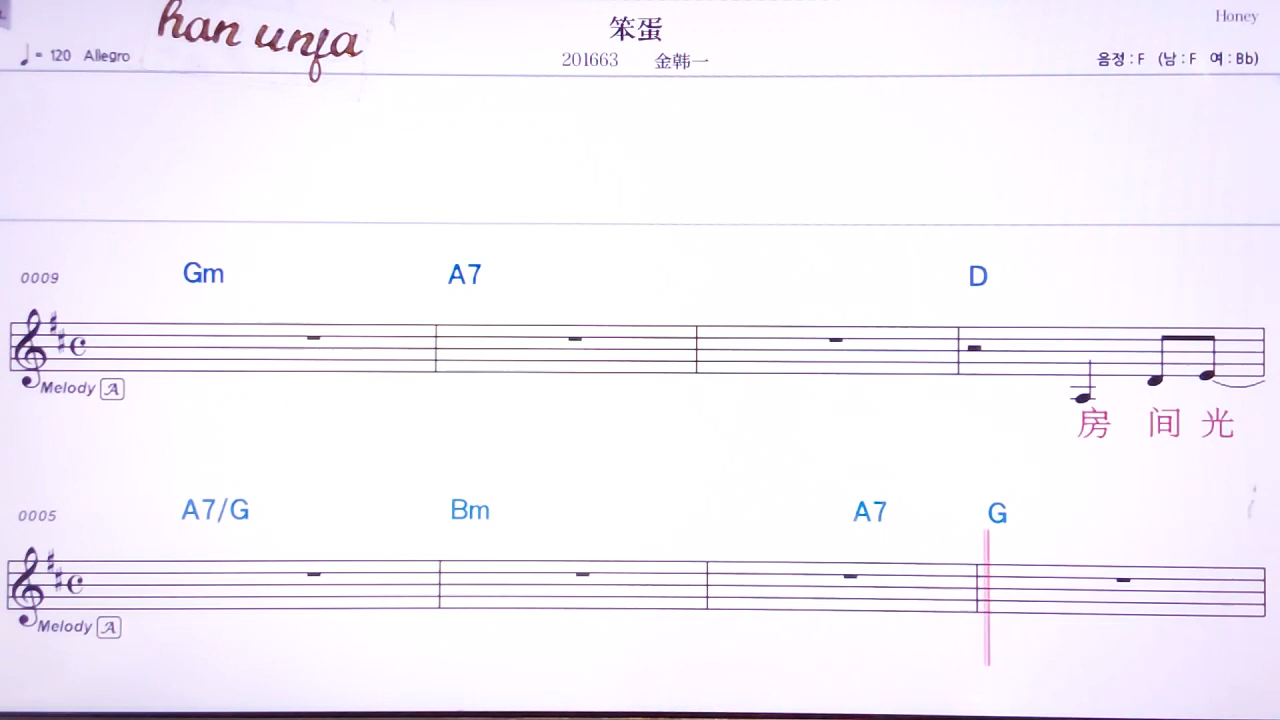 han unfa
笨蛋
Honey
♩ = 120 Allegro
201663 金韩一
음정 : F (남 : F 여 : Bb)
0009
Gm A7 D
Melody A
房 间 光
0005
A7/G Bm A7 G
Melody A